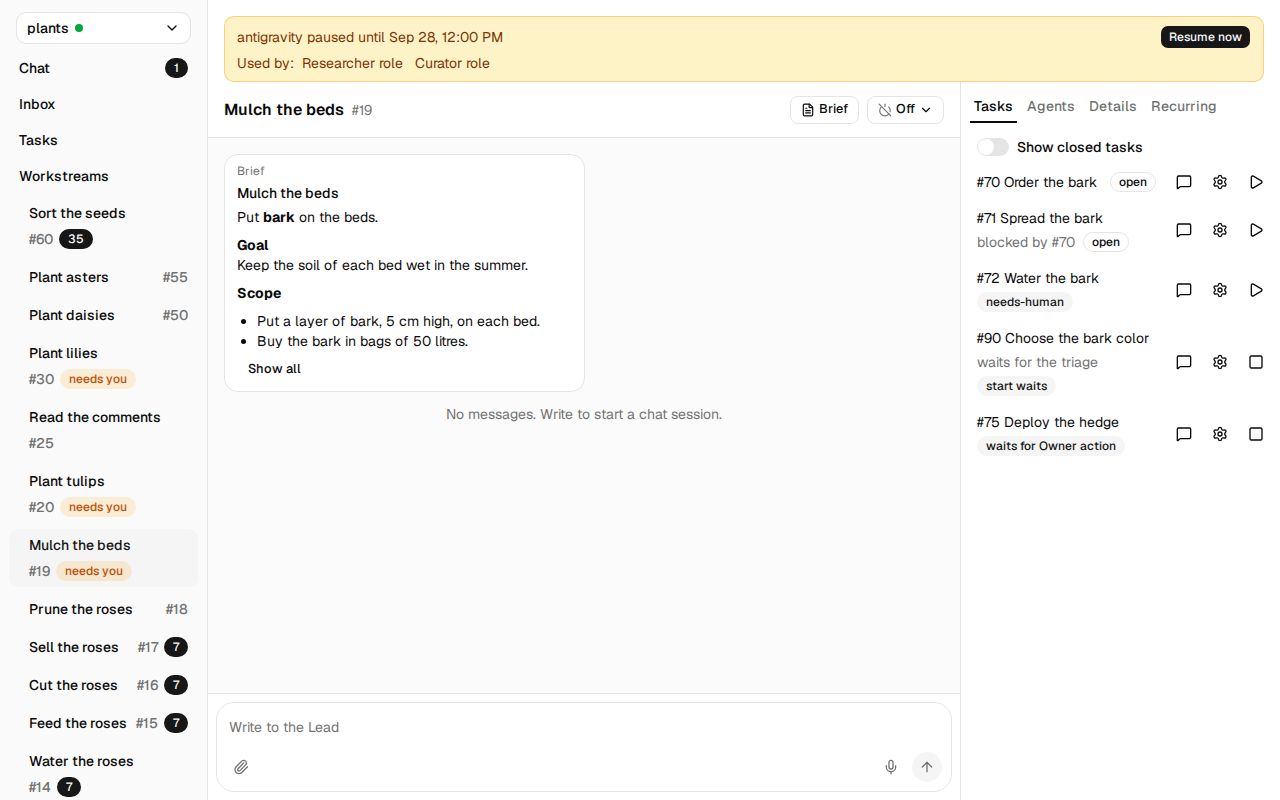 plants
Chat 1
Inbox
Tasks
Workstreams
Sort the seeds
#60 35
Plant asters #55
Plant daisies #50
Plant lilies
#30 needs you
Read the comments
#25
Plant tulips
#20 needs you
Mulch the beds
#19 needs you
Prune the roses #18
Sell the roses #17 7
Cut the roses #16 7
Feed the roses #15 7
Water the roses
#14 7
antigravity paused until Sep 28, 12:00 PM
Resume now
Used by: Researcher role Curator role
Mulch the beds #19
Brief
Off
Brief
Mulch the beds
Put bark on the beds.
Goal
Keep the soil of each bed wet in the summer.
Scope
• Put a layer of bark, 5 cm high, on each bed.
• Buy the bark in bags of 50 litres.
Show all
No messages. Write to start a chat session.
Write to the Lead
Tasks Agents Details Recurring
Show closed tasks
#70 Order the bark open
#71 Spread the bark
blocked by #70 open
#72 Water the bark
needs-human
#90 Choose the bark color
waits for the triage
start waits
#75 Deploy the hedge
waits for Owner action